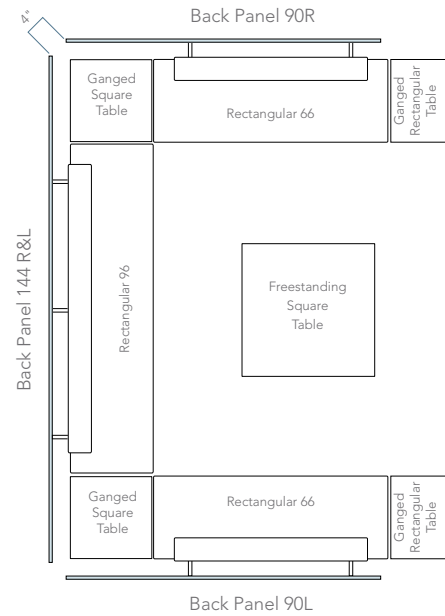 Back Panel 90R
4"
Ganged
Square
Table
Rectangular 66
Ganged
Rectangular
Table
Back Panel 144 R&L
Rectangular 96
Freestanding
Square
Table
Ganged
Square
Table
Rectangular 66
Ganged
Rectangular
Table
Back Panel 90L